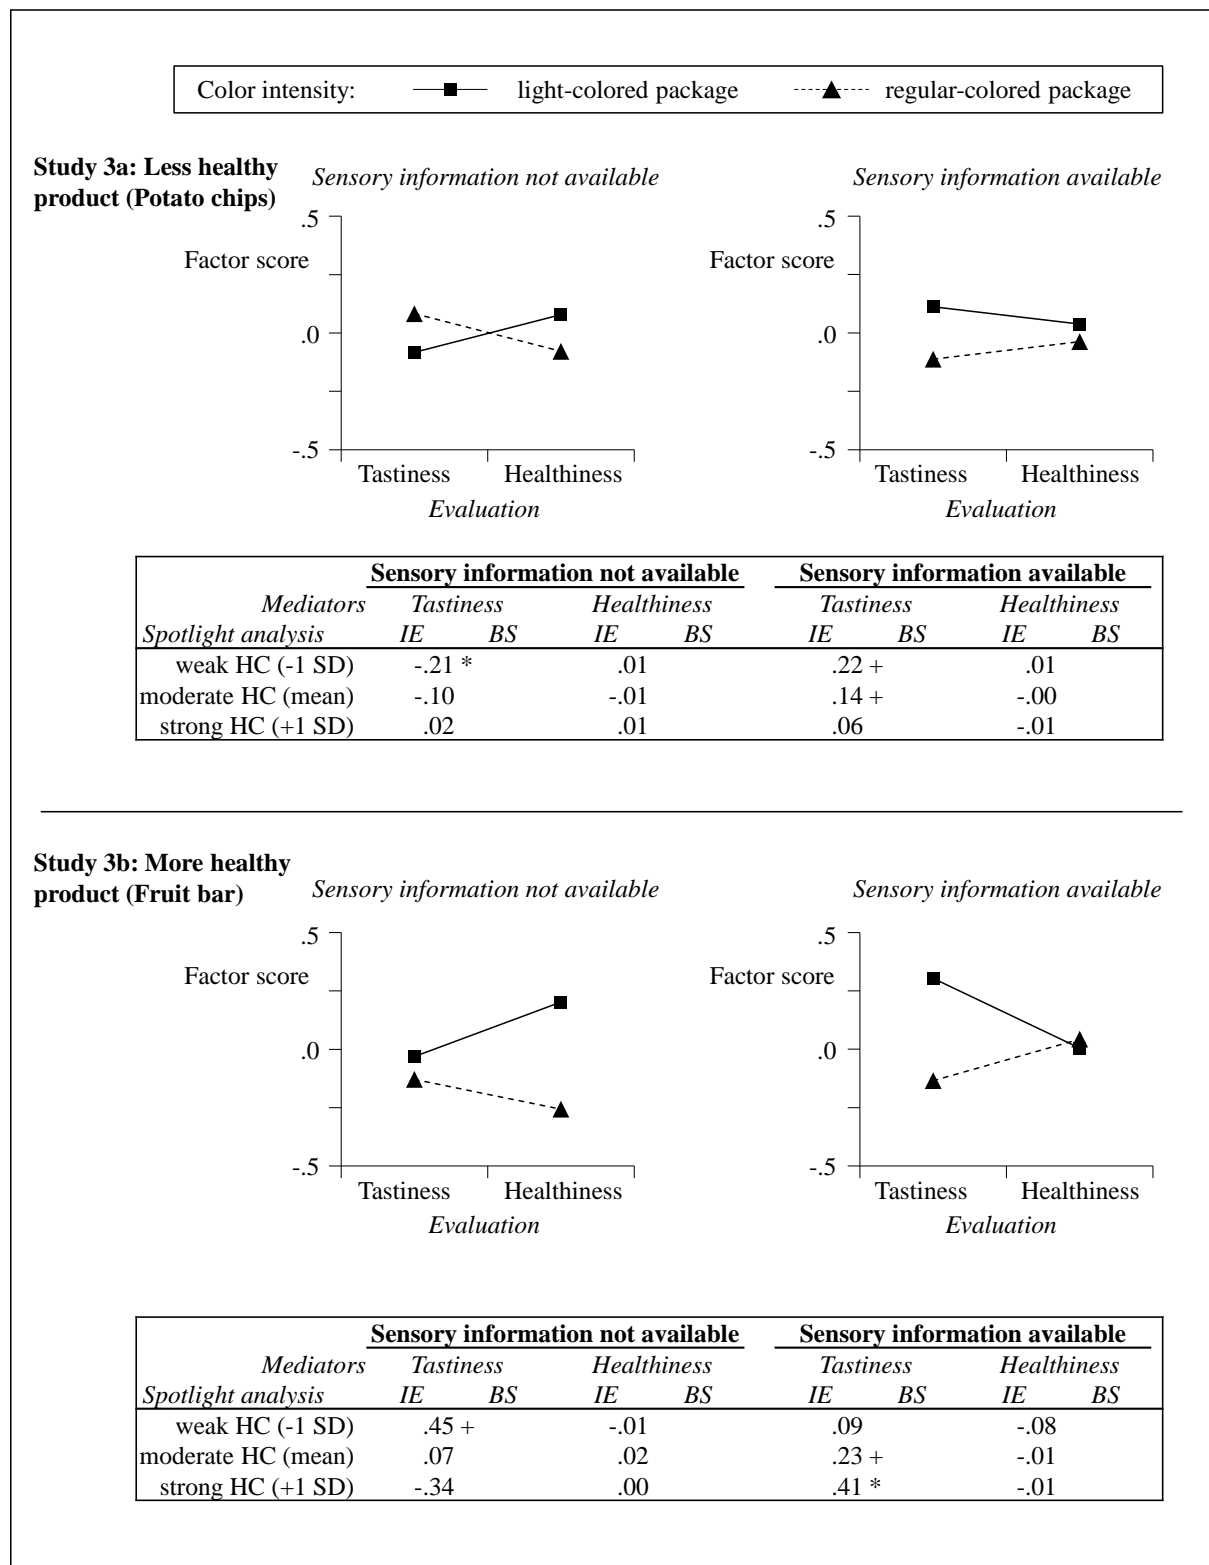 Color intensity: light-colored package regular-colored package
Study 3a: Less healthy
product (Potato chips)
Sensory information not available
Sensory information available
.5
Factor score
.0
-.5
Tastiness Healthiness
Evaluation
.5
Factor score
.0
-.5
Tastiness Healthiness
Evaluation
Sensory information not available Sensory information available
Mediators Tastiness Healthiness Tastiness Healthiness
Spotlight analysis IE BS IE BS IE BS IE BS
weak HC (-1 SD) -.21 * .01 .22 + .01
moderate HC (mean) -.10 -.01 .14 + -.00
strong HC (+1 SD) .02 .01 .06 -.01
Study 3b: More healthy
product (Fruit bar)
Sensory information not available
Sensory information available
.5
Factor score
.0
-.5
Tastiness Healthiness
Evaluation
.5
Factor score
.0
-.5
Tastiness Healthiness
Evaluation
Sensory information not available Sensory information available
Mediators Tastiness Healthiness Tastiness Healthiness
Spotlight analysis IE BS IE BS IE BS IE BS
weak HC (-1 SD) .45 + -.01 .09 -.08
moderate HC (mean) .07 .02 .23 + -.01
strong HC (+1 SD) -.34 .00 .41 * -.01